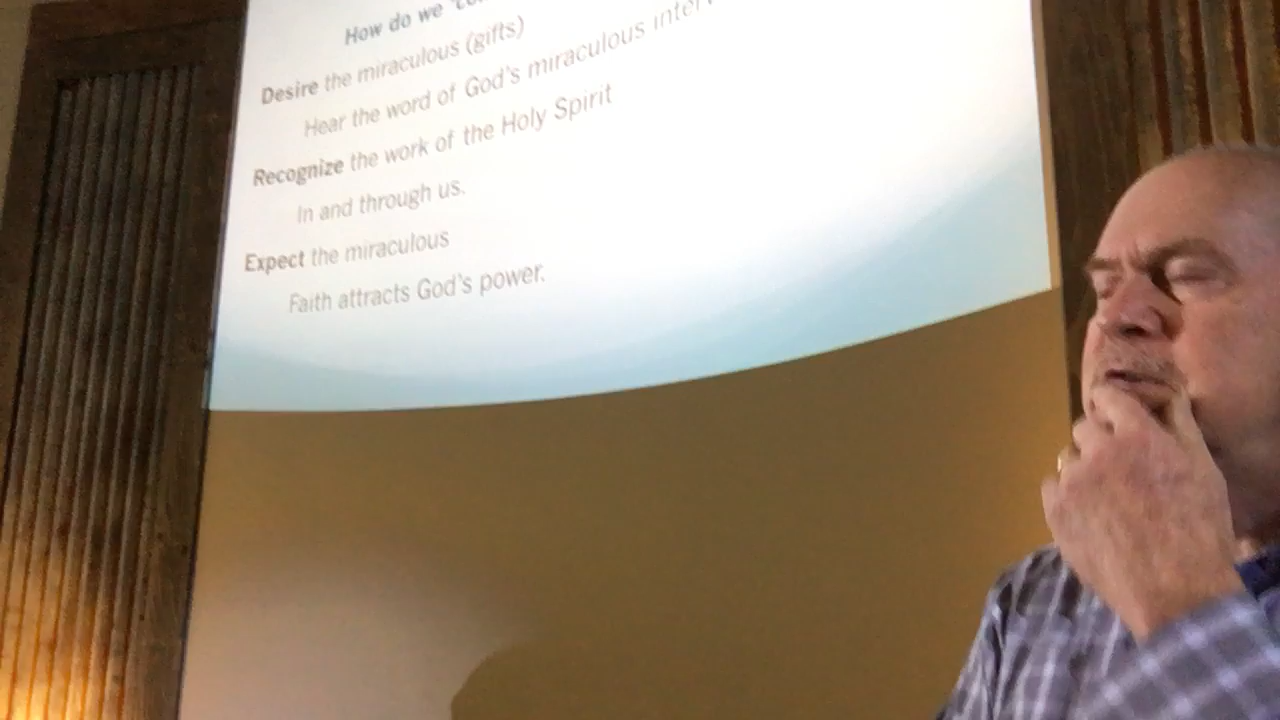 How do we
Desire the miraculous (gifts)
Hear the word of God's miraculous
Recognize the work of the Holy Spirit
In and through us.
Expect the miraculous
Faith attracts God's power.